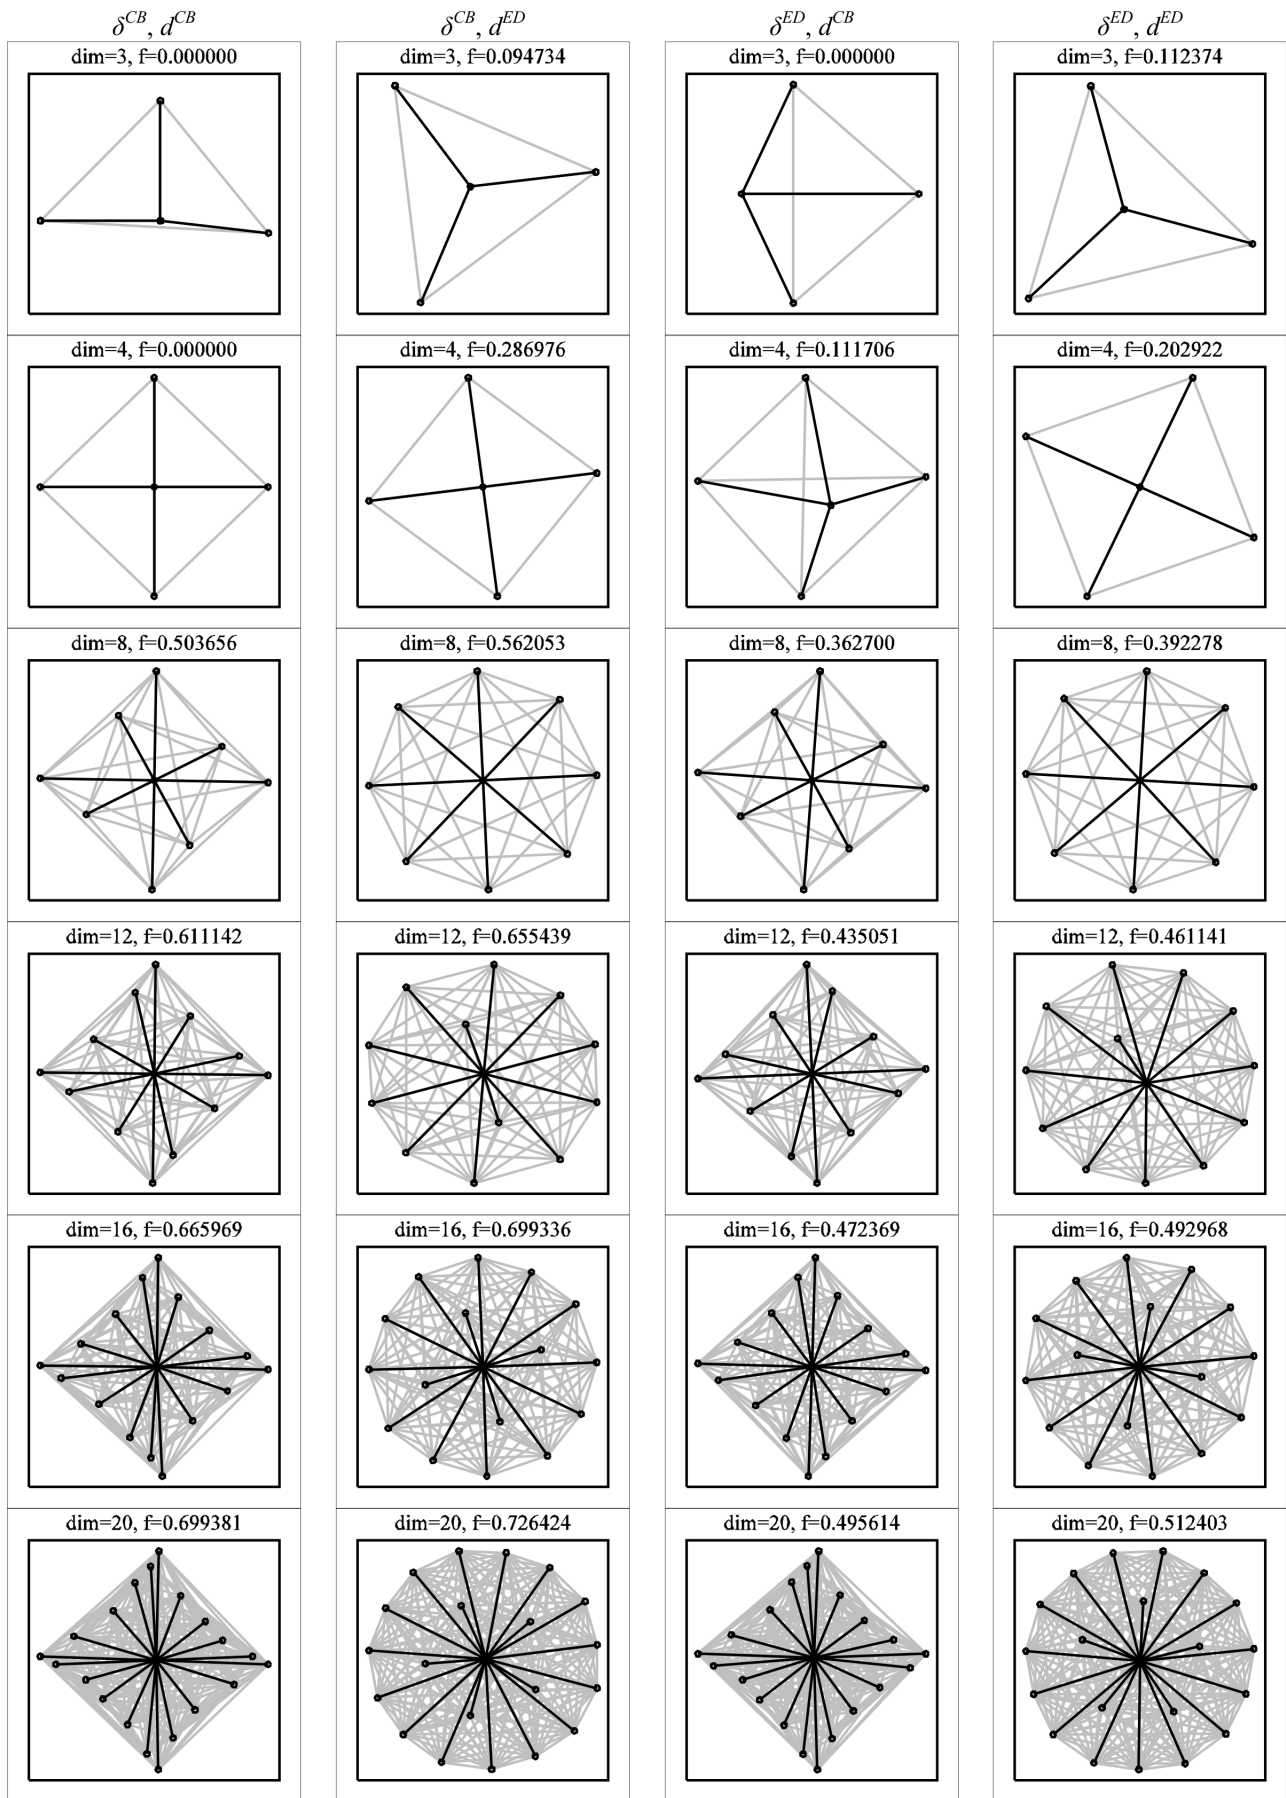 δ^CB, d^CB δ^CB, d^ED δ^ED, d^CB δ^ED, d^ED
dim=3, f=0.000000 dim=3, f=0.094734 dim=3, f=0.000000 dim=3, f=0.112374
dim=4, f=0.000000 dim=4, f=0.286976 dim=4, f=0.111706 dim=4, f=0.202922
dim=8, f=0.503656 dim=8, f=0.562053 dim=8, f=0.362700 dim=8, f=0.392278
dim=12, f=0.611142 dim=12, f=0.655439 dim=12, f=0.435051 dim=12, f=0.461141
dim=16, f=0.665969 dim=16, f=0.699336 dim=16, f=0.472369 dim=16, f=0.492968
dim=20, f=0.699381 dim=20, f=0.726424 dim=20, f=0.495614 dim=20, f=0.512403